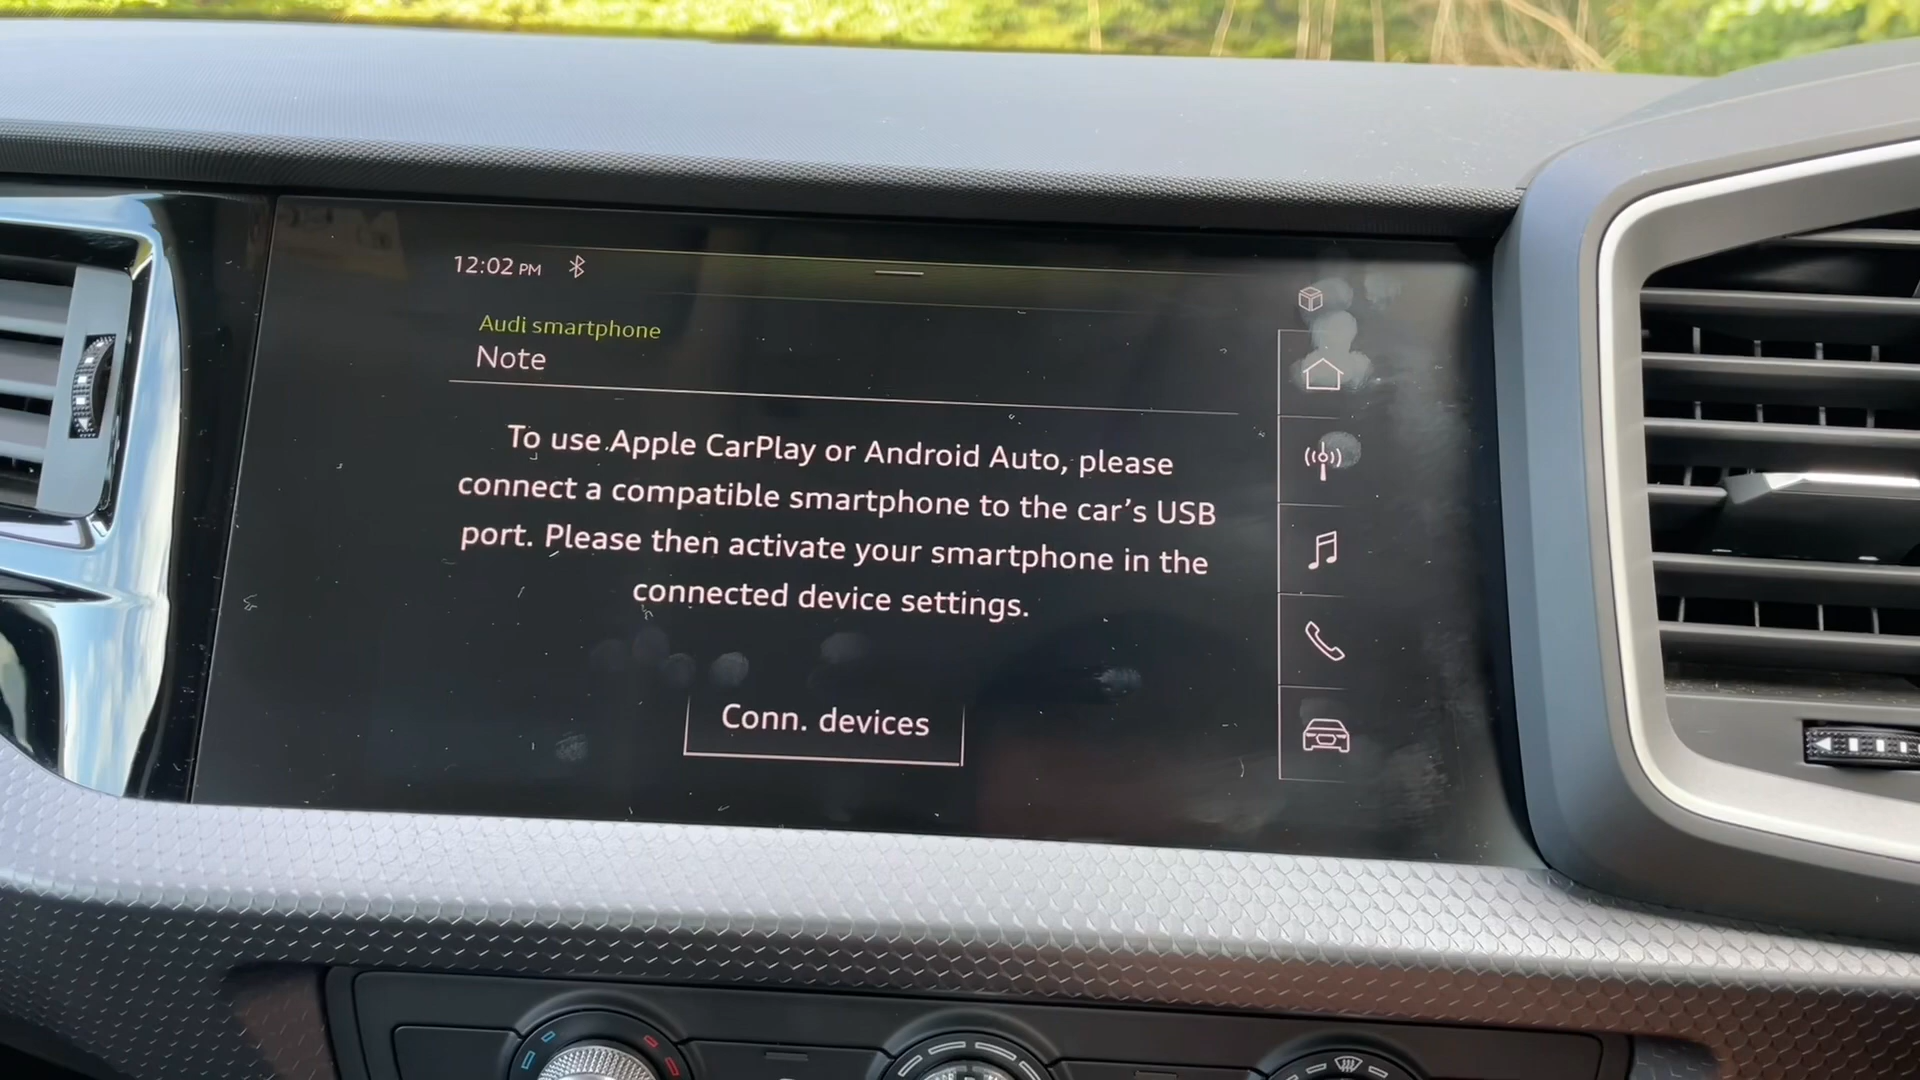 12:02 PM
Audi smartphone
Note
To use Apple CarPlay or Android Auto, please
connect a compatible smartphone to the car’s USB
port. Please then activate your smartphone in the
connected device settings.
Conn. devices